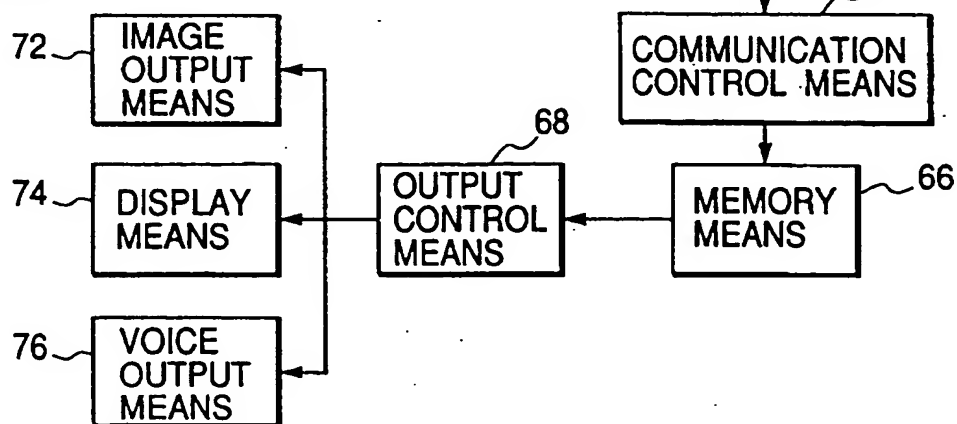 72
IMAGE
OUTPUT
MEANS
COMMUNICATION
CONTROL MEANS
68
74
DISPLAY
MEANS
OUTPUT
CONTROL
MEANS
MEMORY
MEANS
66
76
VOICE
OUTPUT
MEANS